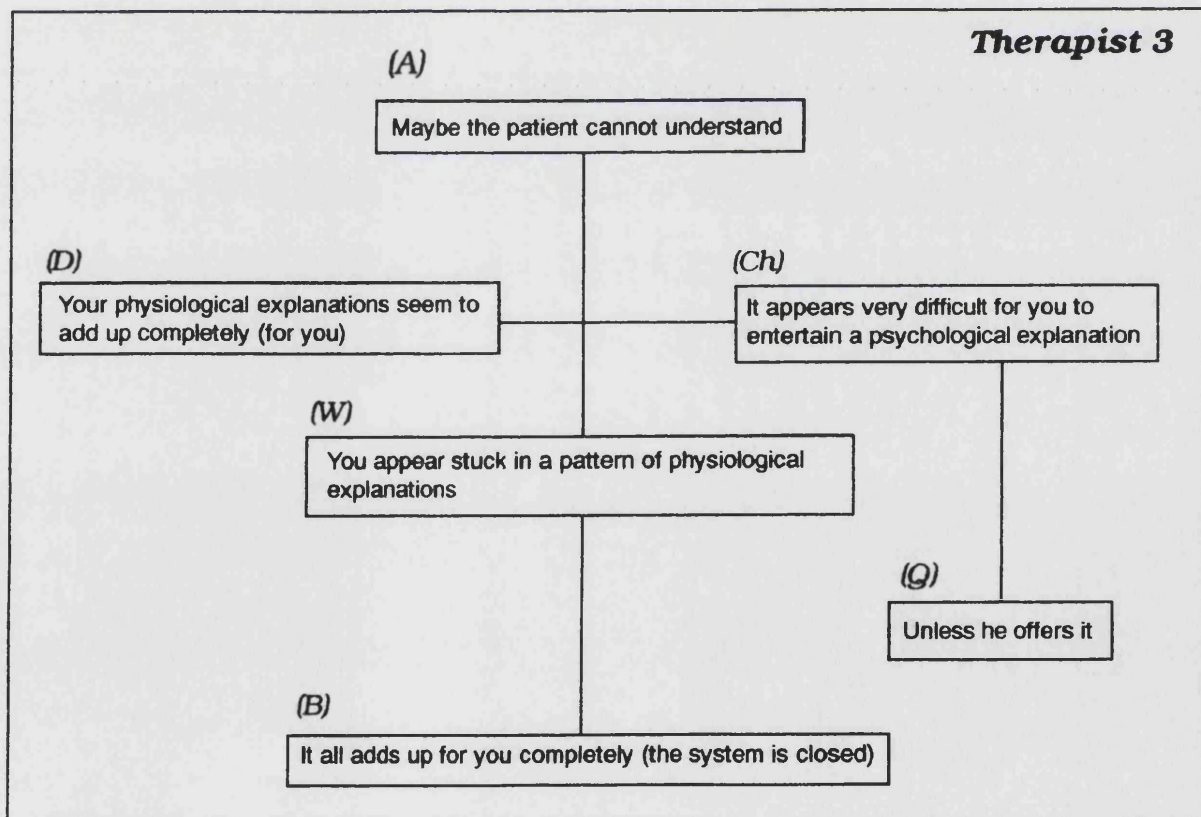 Therapist 3
(A)
Maybe the patient cannot understand
(D)
Your physiological explanations seem to
add up completely (for you)
(Ch)
It appears very difficult for you to
entertain a psychological explanation
(W)
You appear stuck in a pattern of physiological
explanations
(Q)
Unless he offers it
(B)
It all adds up for you completely (the system is closed)